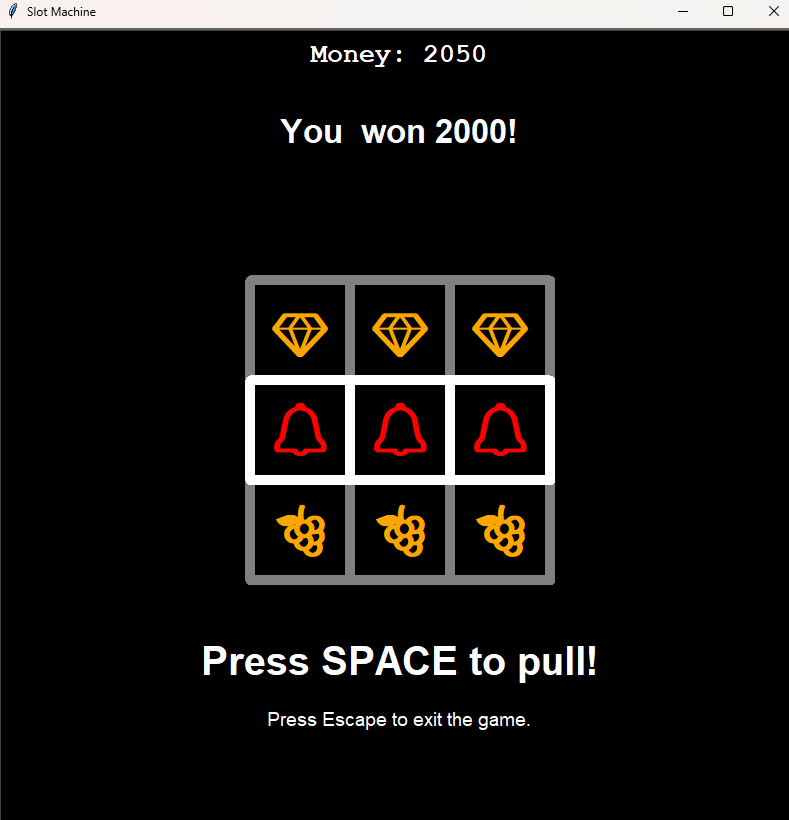 Slot Machine
Money: 2050
You  won 2000!
Press SPACE to pull!
Press Escape to exit the game.